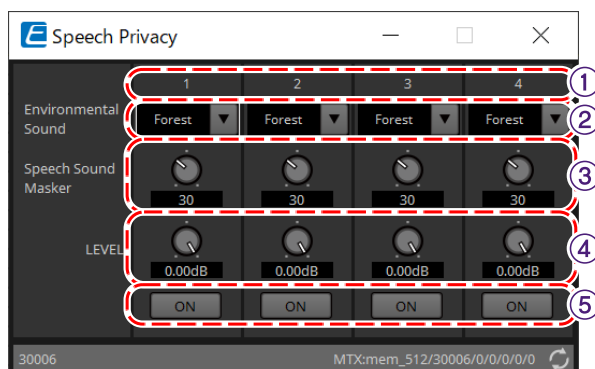 E Speech Privacy
1 2 3 4 ①
Environmental Sound Forest Forest Forest Forest ②
Speech Sound Masker 30 30 30 30 ③
LEVEL 0.00dB 0.00dB 0.00dB 0.00dB ④
ON ON ON ON ⑤
30006 MTX:mem_512/30006/0/0/0/0/0